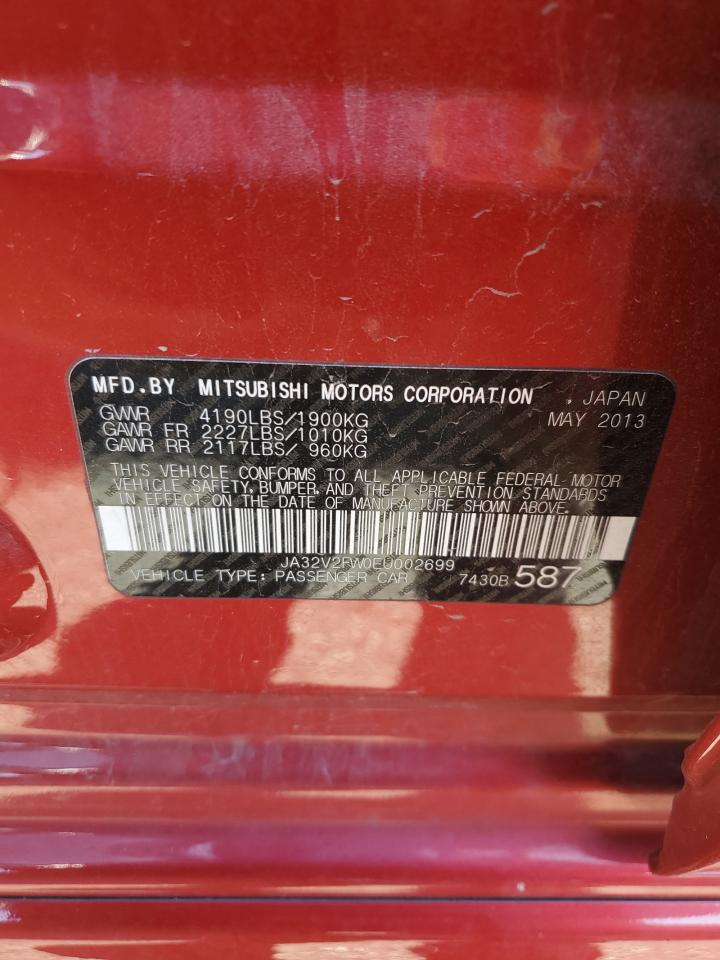 MFD.BY MITSUBISHI MOTORS CORPORATION , JAPAN
GVWR 4190LBS/1900KG MAY 2013
GAWR FR 2227LBS/1010KG
GAWR RR 2117LBS/ 960KG
THIS VEHICLE CONFORMS TO ALL APPLICABLE FEDERAL MOTOR
VEHICLE SAFETY, BUMPER, AND THEFT PREVENTION STANDARDS
IN EFFECT ON THE DATE OF MANUFACTURE SHOWN ABOVE.
JA32V2FW0EU002699
VEHICLE TYPE: PASSENGER CAR 7430B 587